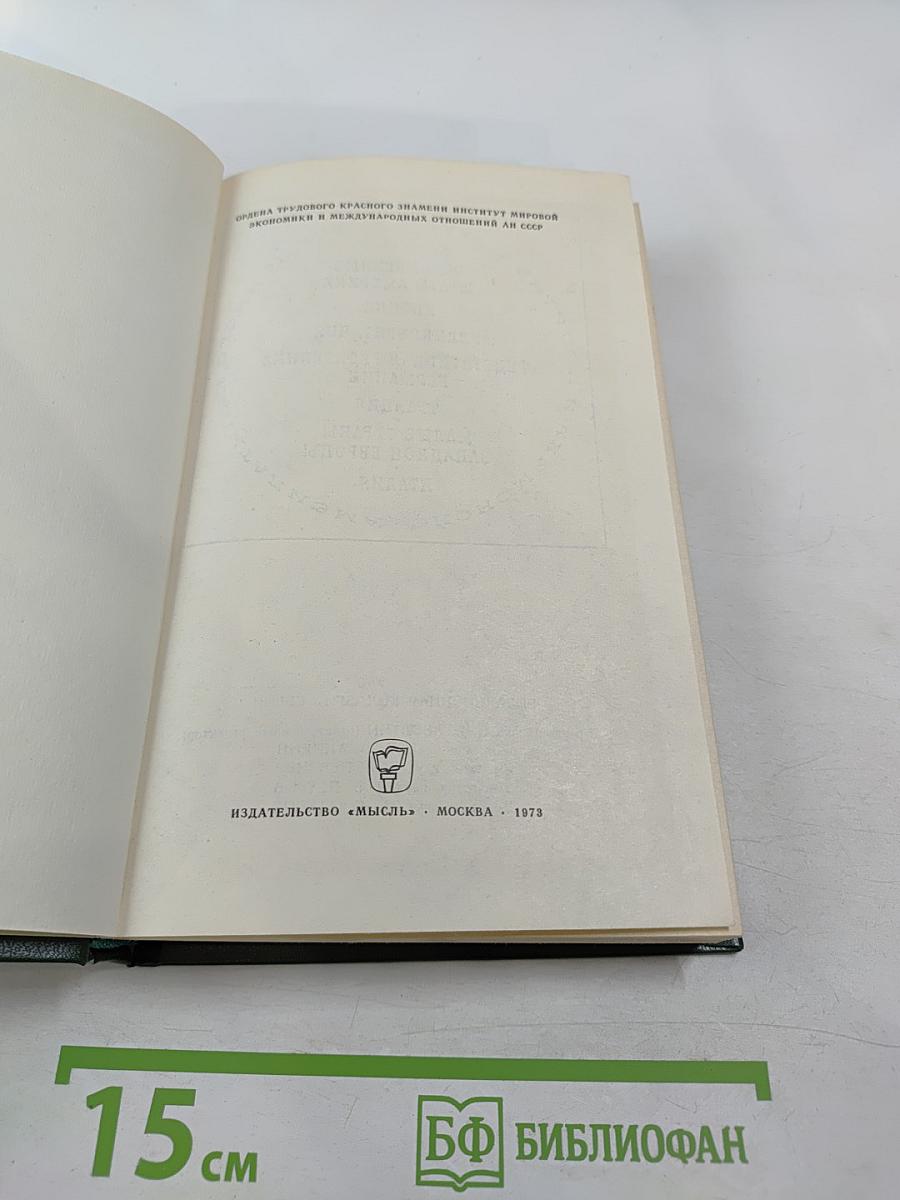 ОРДЕНА ТРУДОВОГО КРАСНОГО ЗНАМЕНИ ИНСТИТУТ МИРОВОЙ
ЭКОНОМИКИ И МЕЖДУНАРОДНЫХ ОТНОШЕНИЙ АН СССР
ИЗДАТЕЛЬСТВО «МЫСЛЬ» · МОСКВА · 1973
15 см
БФ БИБЛИОФАН